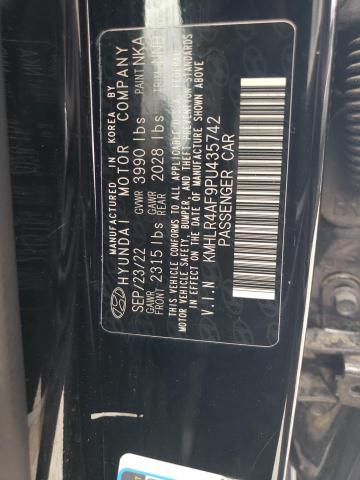 MANUFACTURED IN KOREA BY
HYUNDAI MOTOR COMPANY
SEP/23/22 GVWR 3990 lbs PAINT NKA
GAWR FRONT 2315 lbs GAWR REAR 2028 lbs TRIM
THIS VEHICLE CONFORMS TO ALL APPLICABLE U.S.A. FEDERAL
MOTOR VEHICLE SAFETY, BUMPER, AND THEFT PREVENTION
STANDARDS IN EFFECT ON THE DATE OF MANUFACTURE SHOWN ABOVE.
V.I.N KMHLR4AF9PU435742
PASSENGER CAR